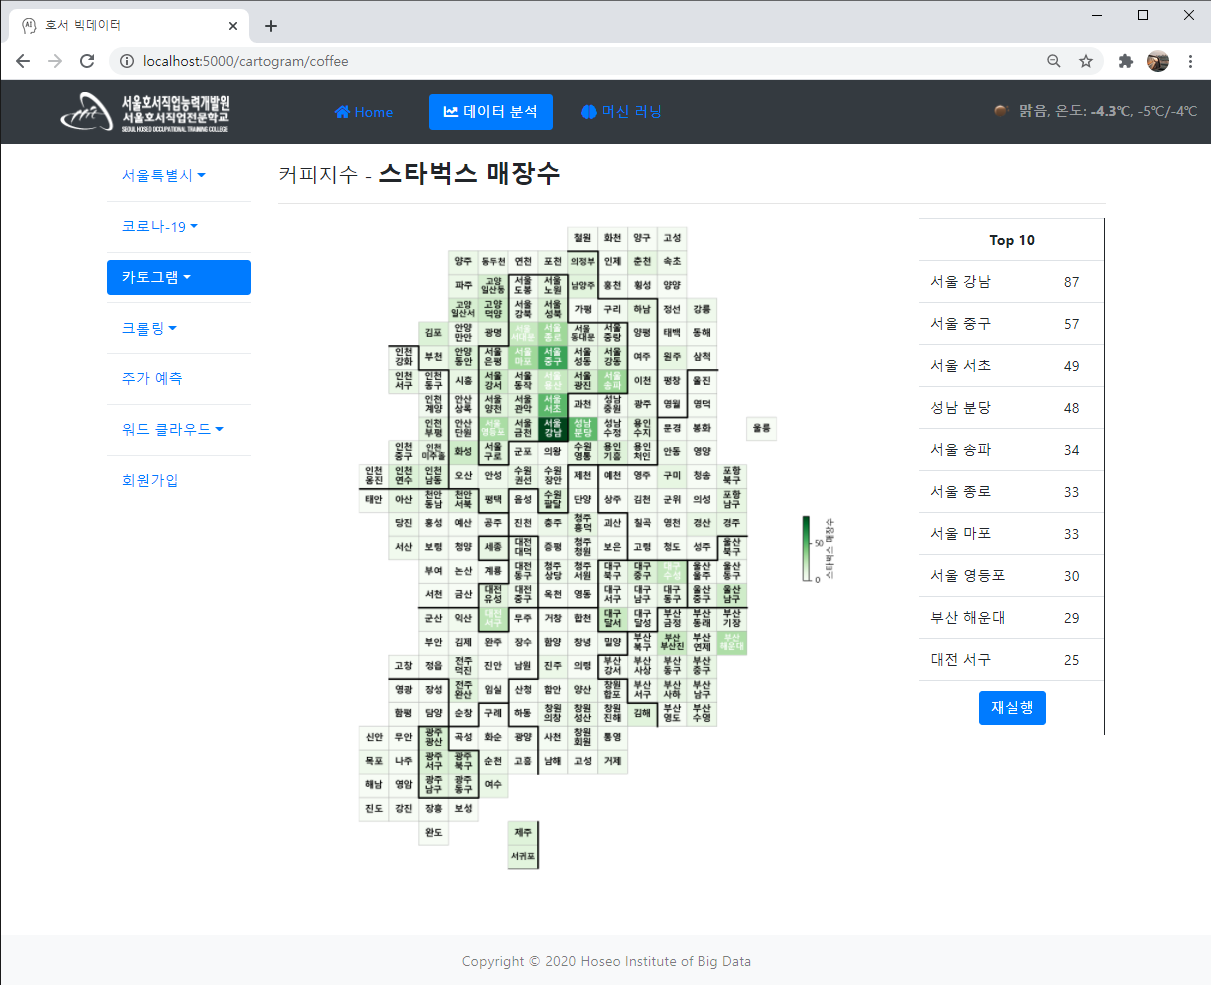 호서 빅데이터
localhost:5000/cartogram/coffee
서울호서직업능력개발원
서울호서직업전문학교
SEOUL HOSEO OCCUPATIONAL TRAINING COLLEGE
Home
데이터 분석
머신 러닝
맑음, 온도: -4.3℃, -5℃/-4℃
서울특별시
코로나-19
카토그램
크롤링
주가 예측
워드 클라우드
회원가입
커피지수 - 스타벅스 매장수
철원 화천 양구 고성
양주 동두천 연천 포천 의정부 인제 춘천 속초
파주 고양 일산동 서울 도봉 서울 노원 남양주 홍천 횡성 양양
고양 일산서 고양 덕양 서울 강북 서울 성북 가평 구리 하남 정선 강릉
김포 안양 만안 광명 서울 서대문 서울 종로 서울 동대문 서울 중랑 양평 태백 동해
인천 강화 부천 안양 동안 서울 은평 서울 마포 서울 중구 서울 성동 서울 강동 여주 원주 삼척
인천 서구 인천 동구 시흥 서울 강서 서울 동작 서울 용산 서울 광진 서울 송파 이천 평창 울진
인천 계양 안산 상록 서울 양천 서울 관악 서울 서초 과천 성남 중원 광주 영월 영덕
인천 부평 안산 단원 서울 영등포 서울 금천 서울 강남 성남 분당 성남 수정 용인 수지 문경 봉화 울릉
인천 중구 인천 미추홀 화성 서울 구로 군포 의왕 수원 영통 용인 기흥 용인 처인 안동 영양
인천 옹진 인천 연수 인천 남동 오산 안성 수원 권선 수원 장안 제천 예천 영주 구미 청송 포항 북구
태안 아산 천안 동남 천안 서북 평택 음성 수원 팔달 단양 상주 김천 군위 의성 포항 남구
당진 홍성 예산 공주 진천 충주 청주 흥덕 괴산 칠곡 영천 경산 경주
서산 보령 청양 세종 대전 대덕 증평 청주 청원 보은 고령 청도 성주 울산 북구
부여 논산 계룡 대전 동구 청주 상당 청주 서원 대구 북구 대구 중구 대구 수성 울산 울주 울산 동구
서천 금산 대전 유성 대전 중구 옥천 영동 대구 서구 대구 남구 대구 동구 울산 중구 울산 남구
군산 익산 대전 서구 무주 거창 합천 대구 달서 대구 달성 부산 금정 부산 동래 부산 기장
부안 김제 완주 장수 함양 창녕 밀양 부산 북구 부산 부산진 부산 연제 부산 해운대
고창 정읍 전주 덕진 진안 남원 진주 의령 부산 강서 부산 사상 부산 동구 부산 중구
영광 장성 전주 완산 임실 산청 함안 양산 창원 합포 부산 서구 부산 사하 부산 남구
함평 담양 순창 구례 하동 창원 의창 창원 성산 창원 진해 김해 부산 영도 부산 수영
신안 무안 광주 광산 곡성 화순 광양 사천 창원 회원 통영
목포 나주 광주 서구 광주 북구 순천 고흥 남해 고성 거제
해남 영암 광주 남구 광주 동구 여수
진도 강진 장흥 보성
완도 제주
서귀포
50
0
스타벅스 매장수
Top 10
서울 강남 87
서울 중구 57
서울 서초 49
성남 분당 48
서울 송파 34
서울 종로 33
서울 마포 33
서울 영등포 30
부산 해운대 29
대전 서구 25
재실행
Copyright © 2020 Hoseo Institute of Big Data